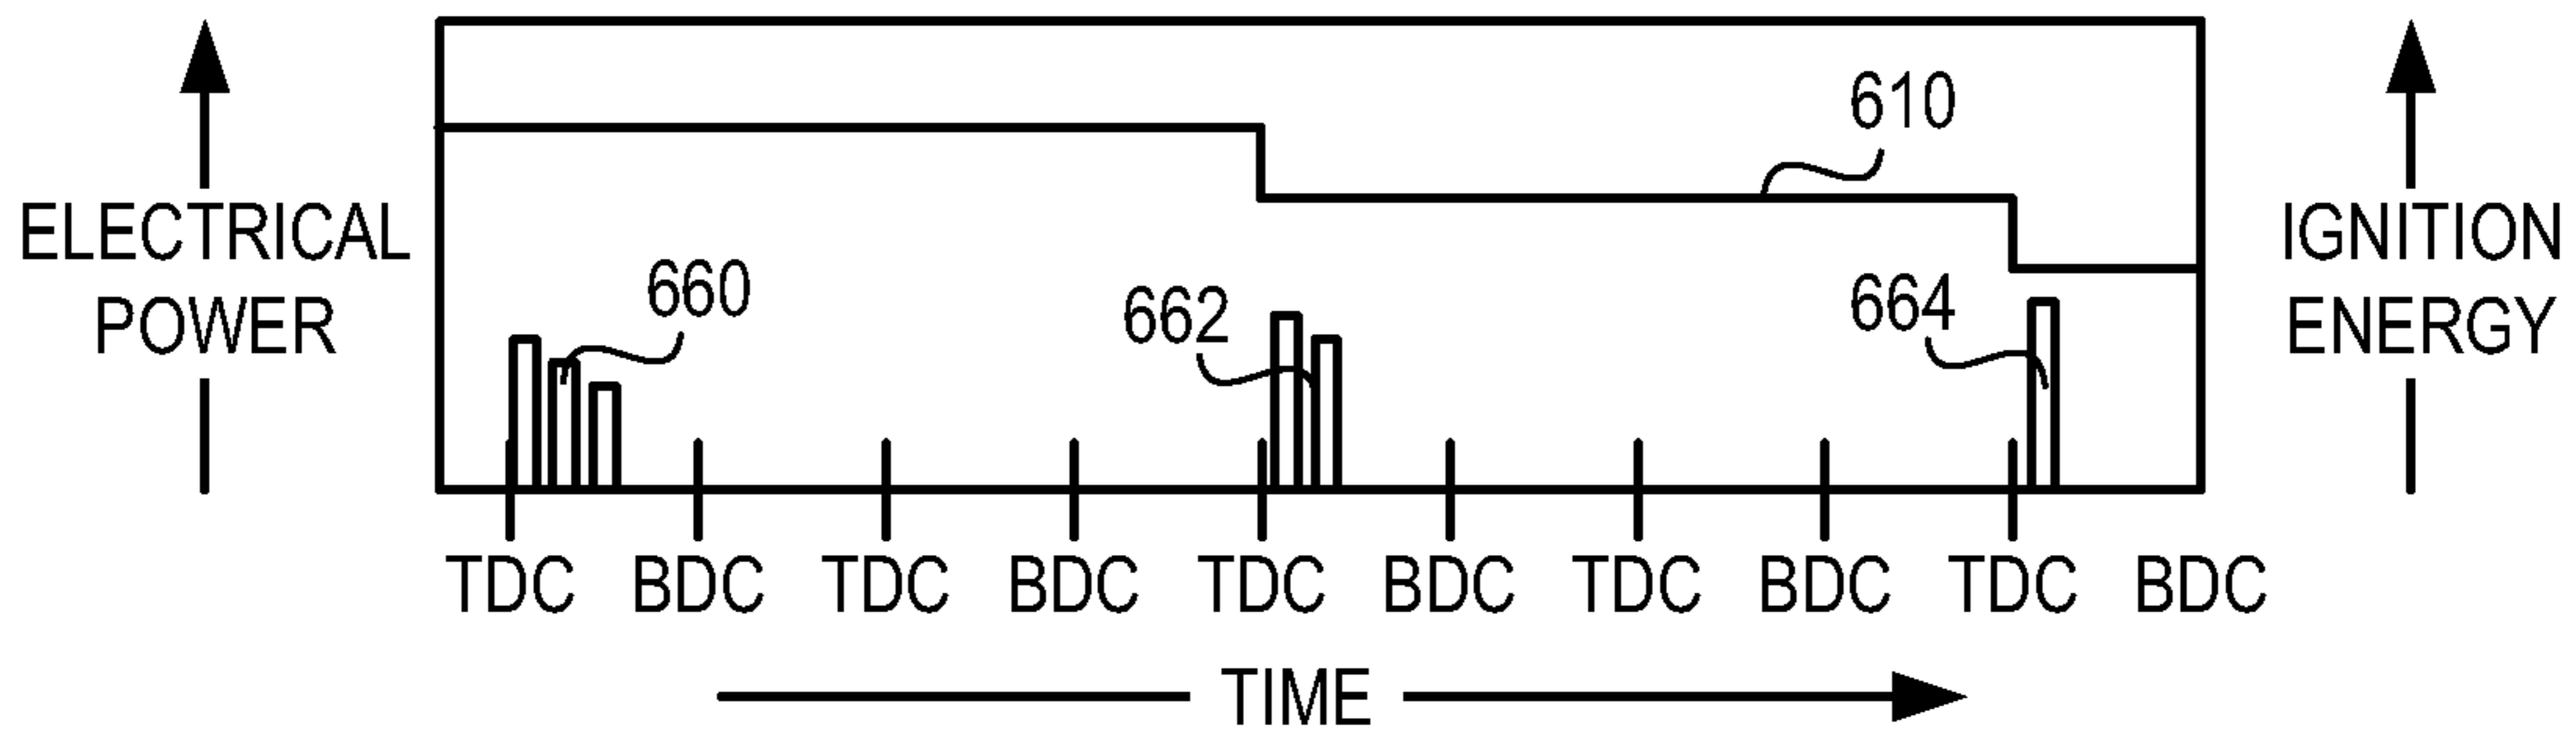 610
ELECTRICAL
POWER
IGNITION
ENERGY
660
662
664
TDC BDC TDC BDC TDC BDC TDC BDC TDC BDC
TIME